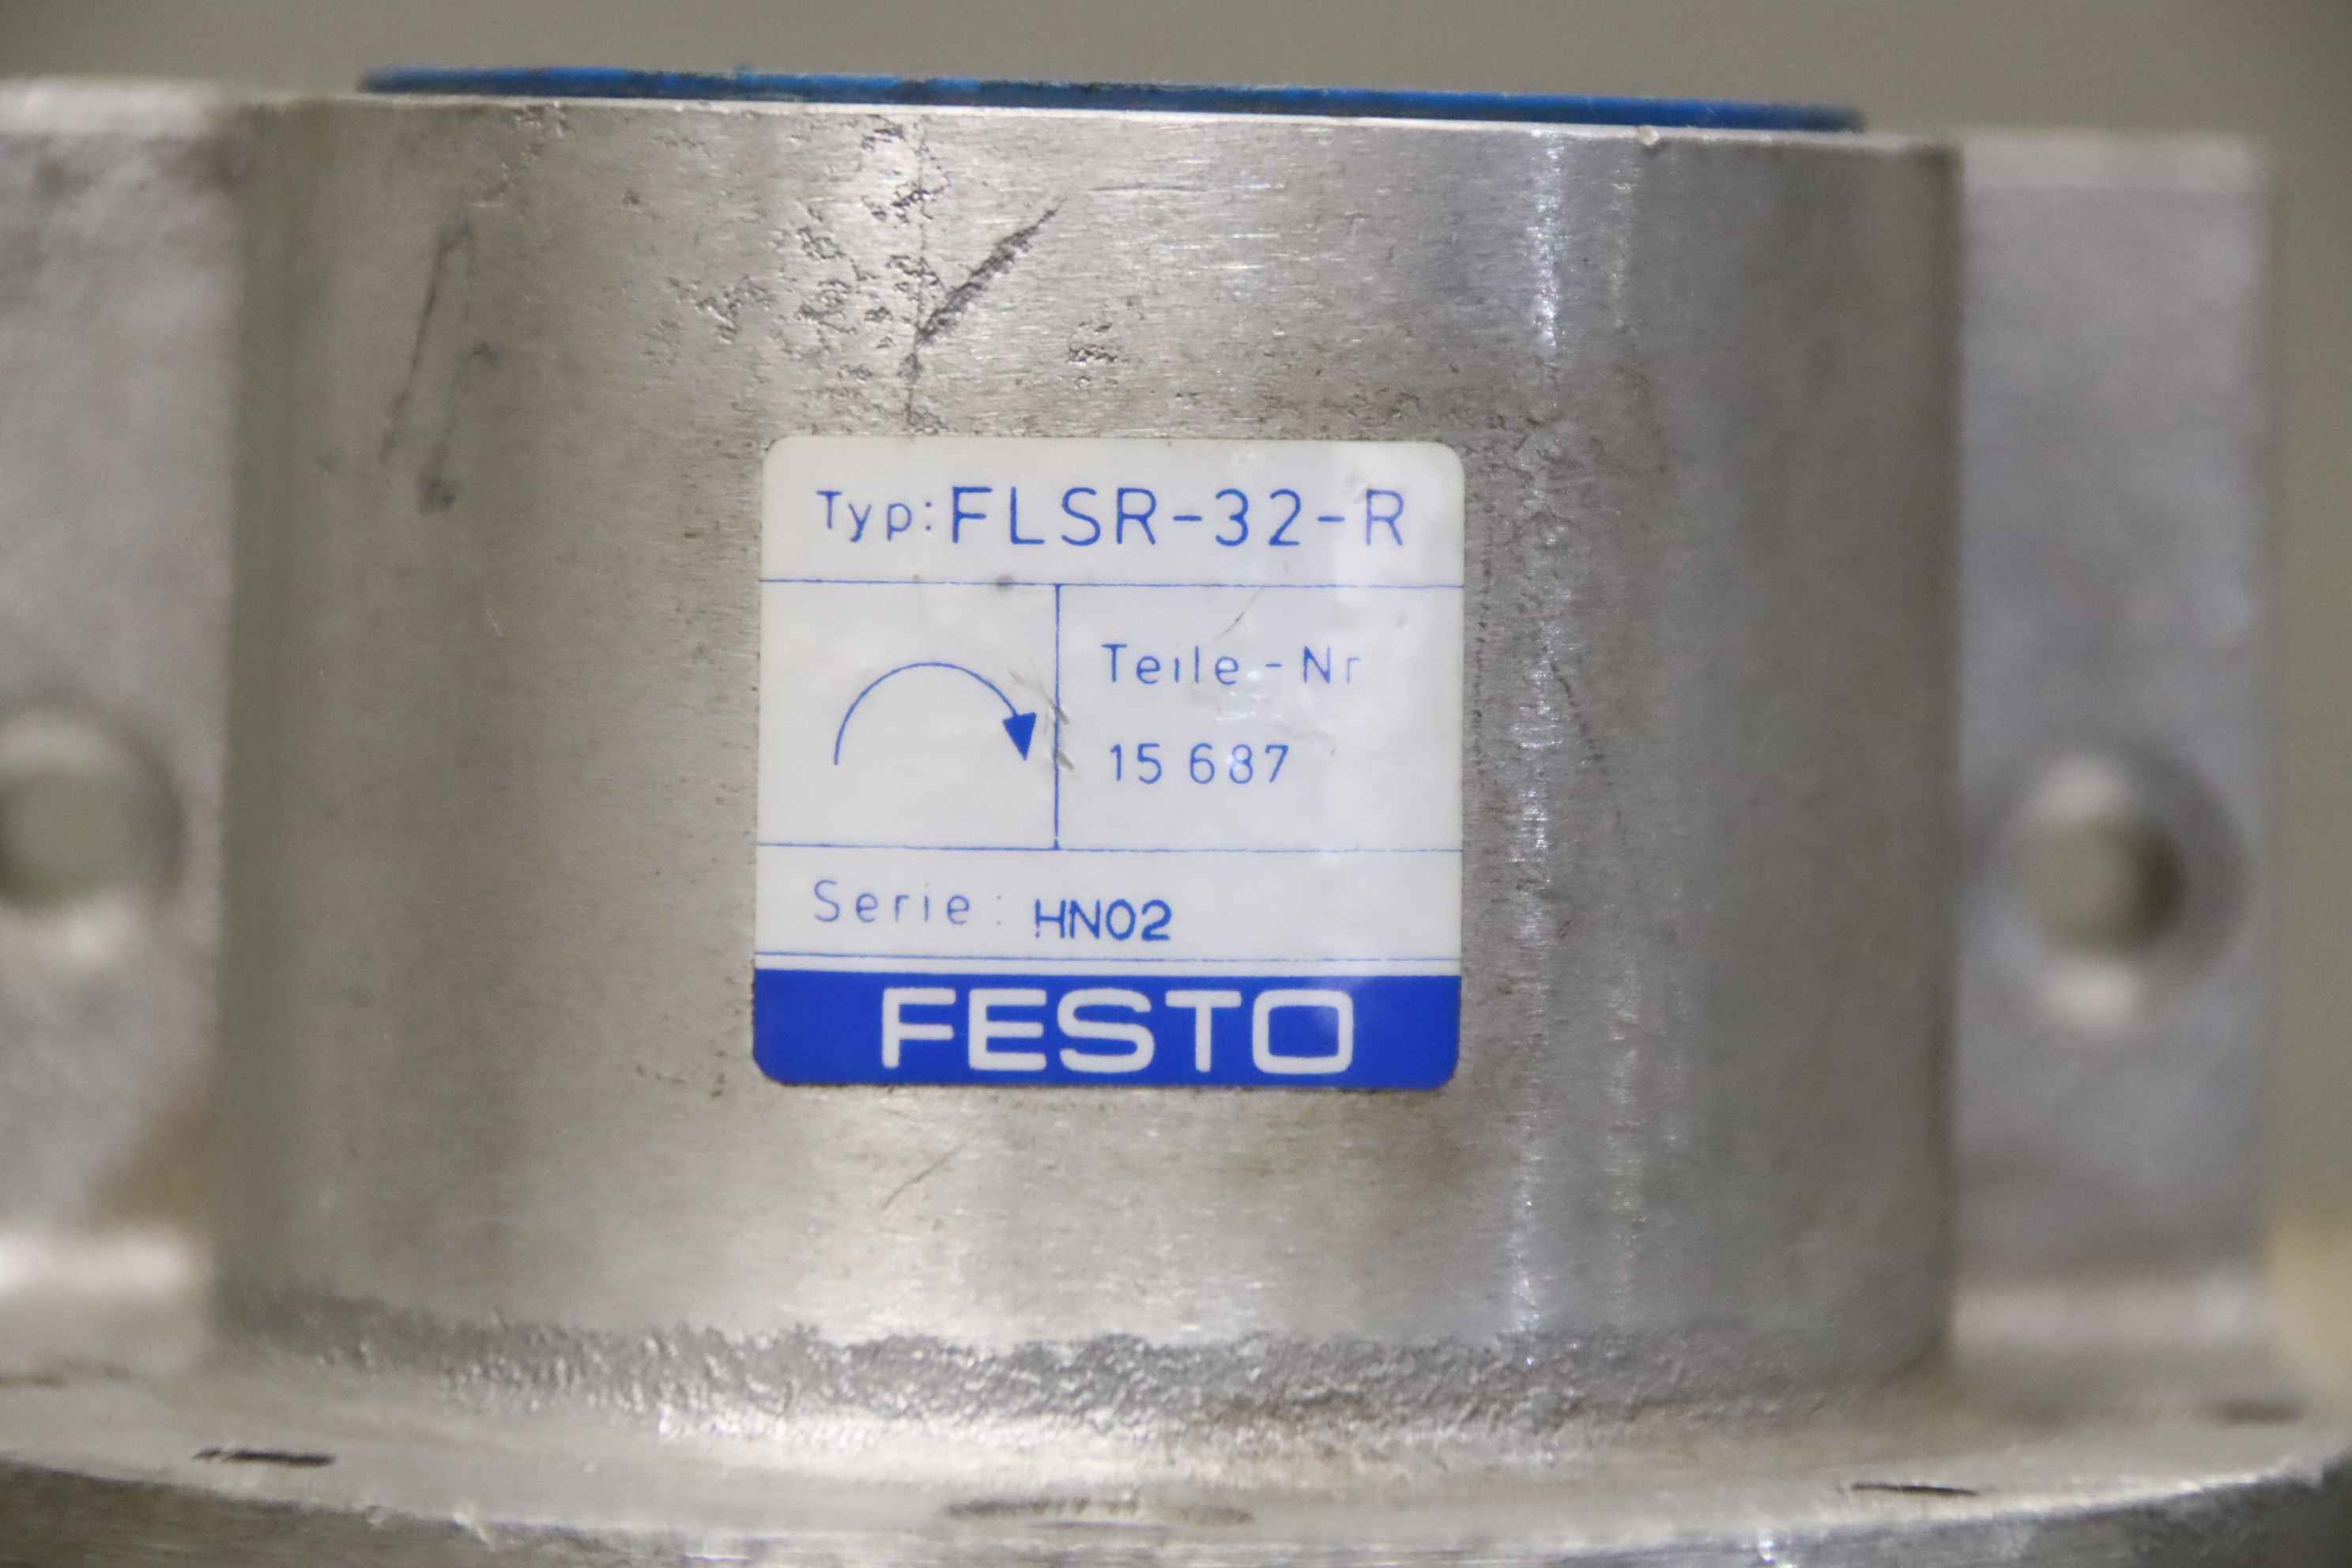 Typ: FLSR-32-R
Teile-Nr
15 687
Serie: HN02
FESTO